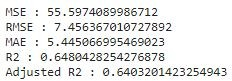 MSE : 55.5974089986712
RMSE : 7.456367010727892
MAE : 5.445066995469023
R2 : 0.6480428254276878
Adjusted R2 : 0.6403201423254943